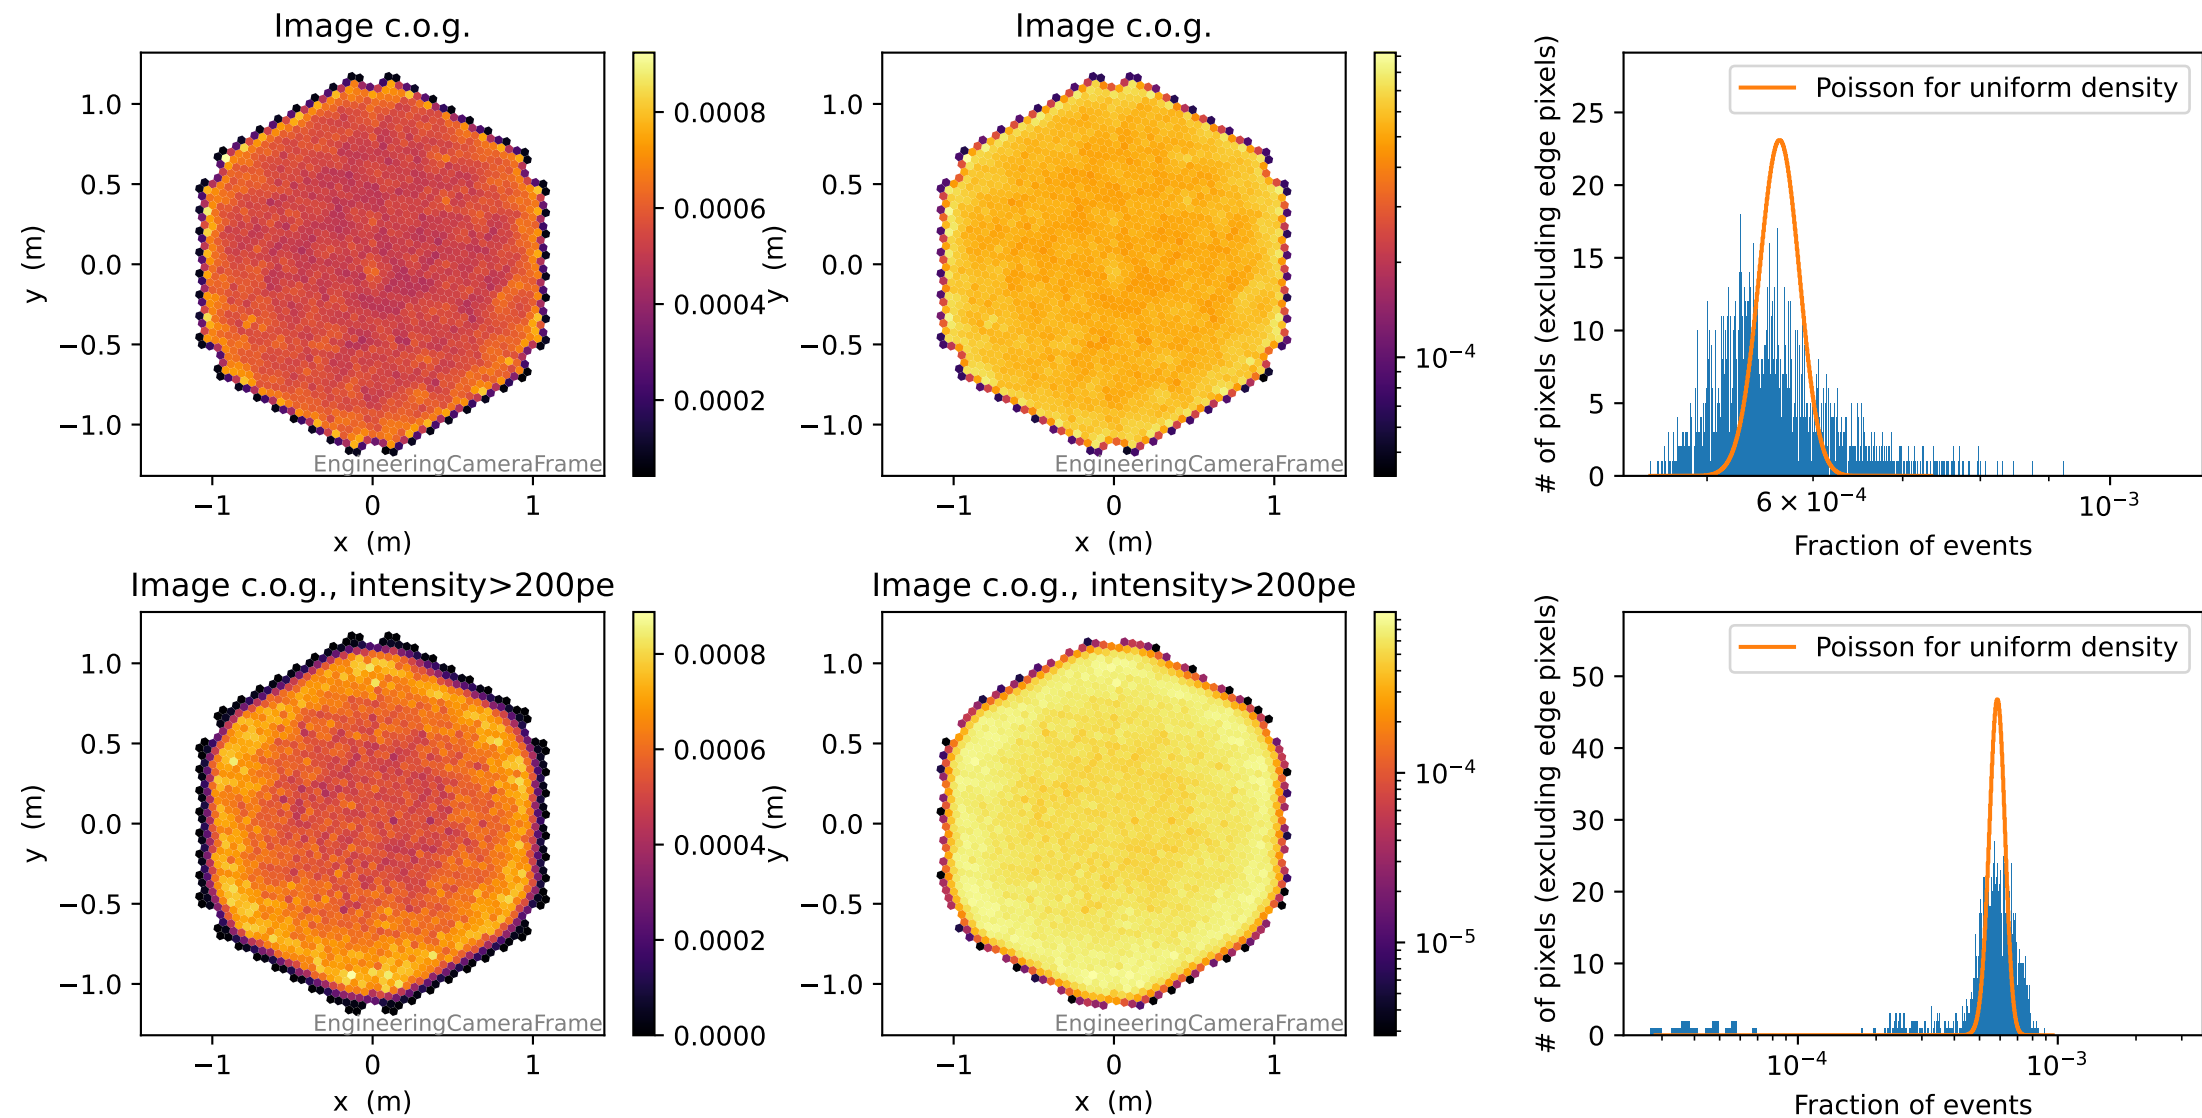 Image c.o.g.
y (m)
1.0
0.5
0.0
−0.5
−1.0
−1
0
1
x (m)
EngineeringCameraFrame
0.0008
0.0006
0.0004
0.0002
Image c.o.g.
y (m)
1.0
0.5
0.0
−0.5
−1.0
−1
0
1
x (m)
EngineeringCameraFrame
10⁻⁴
# of pixels (excluding edge pixels)
25
20
15
10
5
0
Poisson for uniform density
6 × 10⁻⁴
10⁻³
Fraction of events
Image c.o.g., intensity>200pe
y (m)
1.0
0.5
0.0
−0.5
−1.0
−1
0
1
x (m)
EngineeringCameraFrame
0.0008
0.0006
0.0004
0.0002
0.0000
Image c.o.g., intensity>200pe
y (m)
1.0
0.5
0.0
−0.5
−1.0
−1
0
1
x (m)
EngineeringCameraFrame
10⁻⁴
10⁻⁵
# of pixels (excluding edge pixels)
50
40
30
20
10
0
Poisson for uniform density
10⁻⁴
10⁻³
Fraction of events